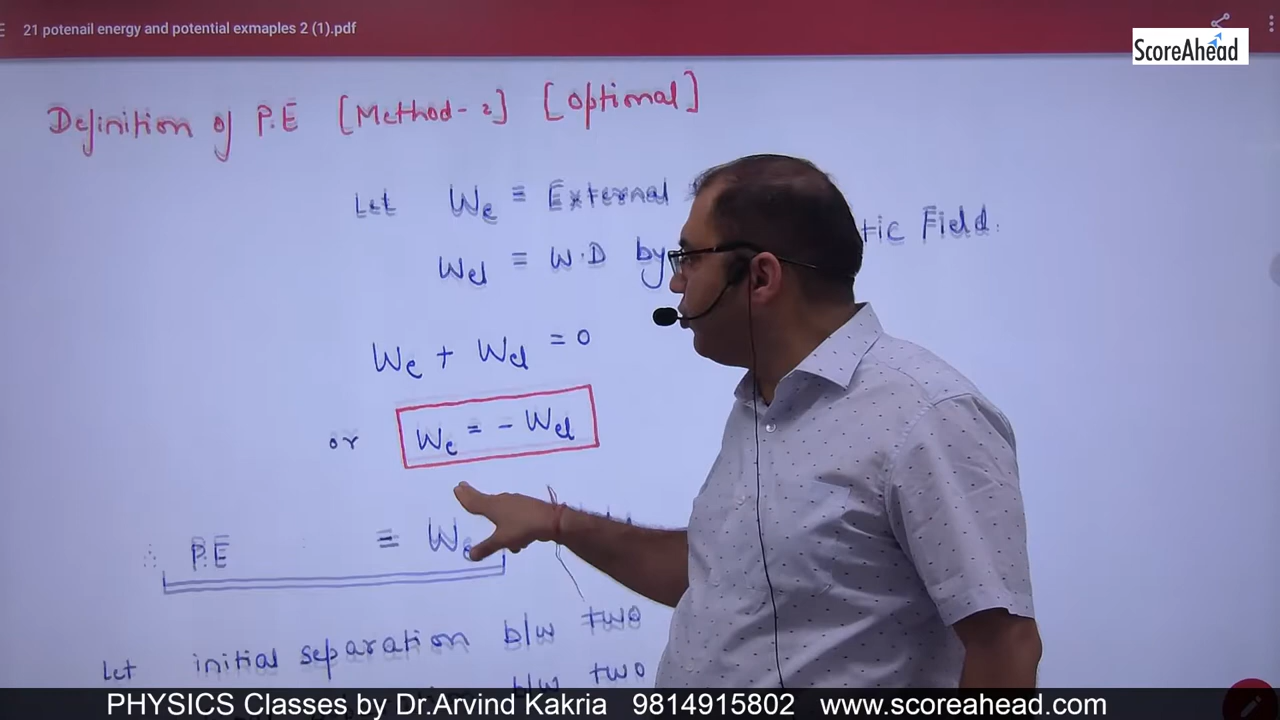 21 potenail energy and potential exmaples 2 (1).pdf
ScoreAhead
Definition of P.E [Method-2] [Optional]
Let We ≡ External
Wel ≡ W.D by tic Field.
We + Wel = 0
or We = - Wel
∴ P.E = We
Let initial separation b/w two
b/w two
PHYSICS Classes by Dr.Arvind Kakria 9814915802 www.scoreahead.com